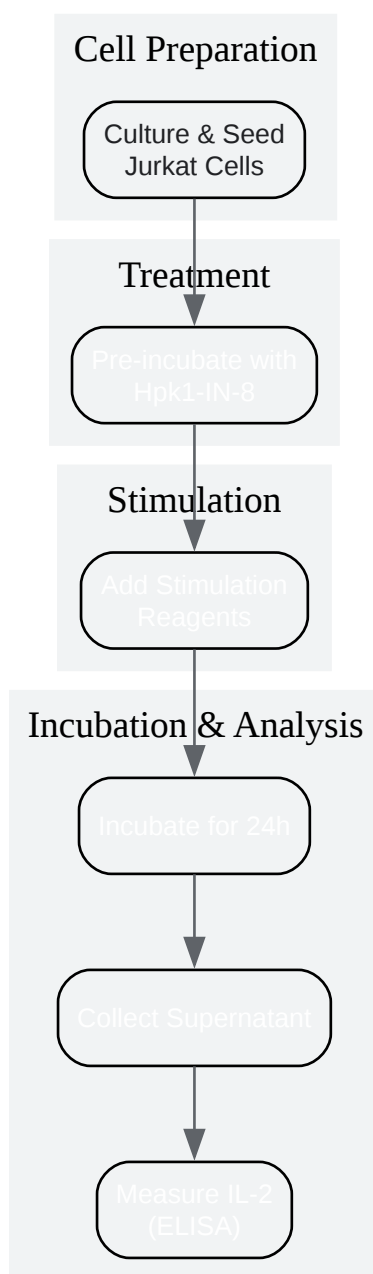 Cell Preparation
Culture & Seed
Jurkat Cells
Treatment
Pre-incubate with
Hpk1-IN-8
Stimulation
Add Stimulation
Reagents
Incubation & Analysis
Incubate for 24h
Collect Supernatant
Measure IL-2
(ELISA)